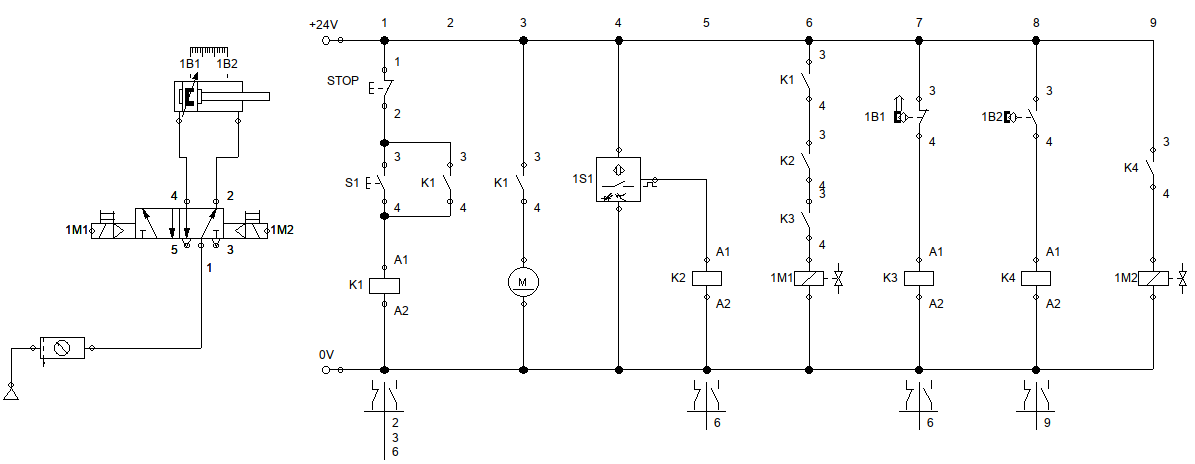 +24V 1 2 3 4 5 6 7 8 9
1B1 1B2
4 2
1M1 1M2
5 3
1
STOP 1
2
S1 3
4
K1 3
4
K1 A1
A2
K1 3
4
M
1S1
K2 A1
A2
K1 3
4
K2 3
4
K3 3
4
1M1
1B1 3
4
K3 A1
A2
1B2 3
4
K4 A1
A2
K4 3
4
1M2
0V
2
3
6
6
6
9